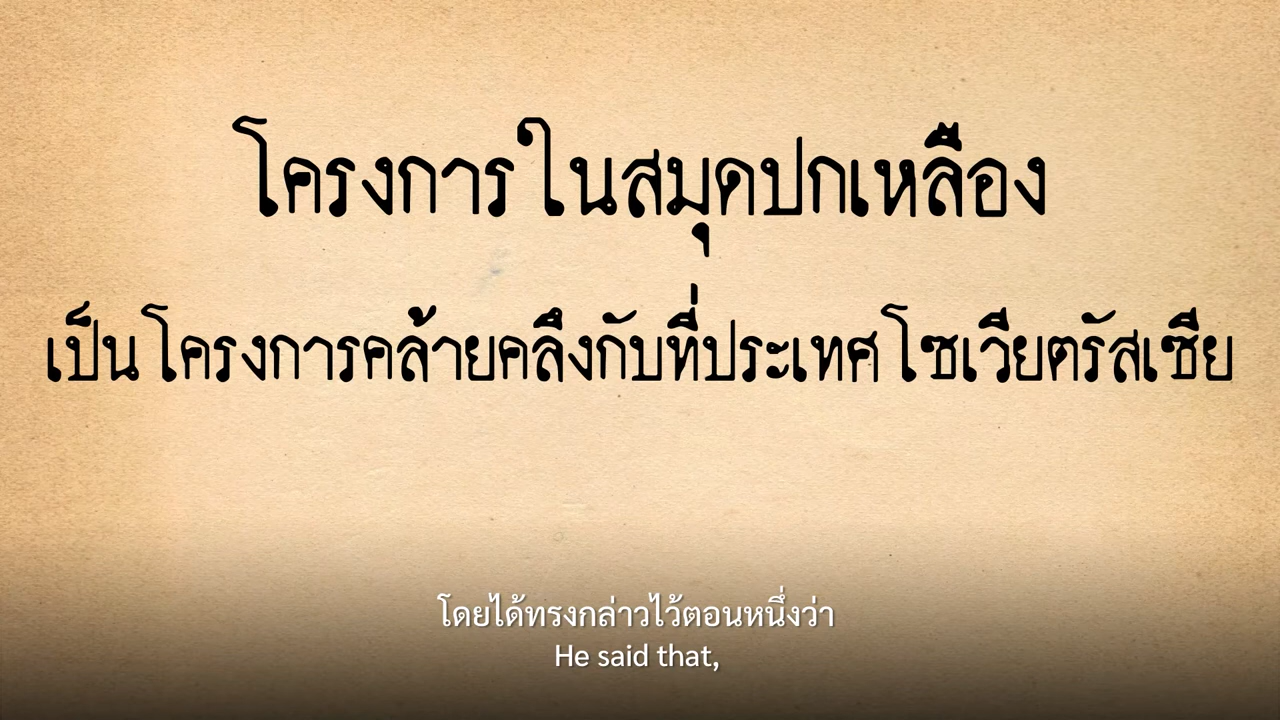 โครงการในสมุดปกเหลือง
เป็นโครงการคล้ายคลึงกับที่ประเทศโซเวียตรัสเซีย
โดยได้ทรงกล่าวไว้ตอนหนึ่งว่า
He said that,